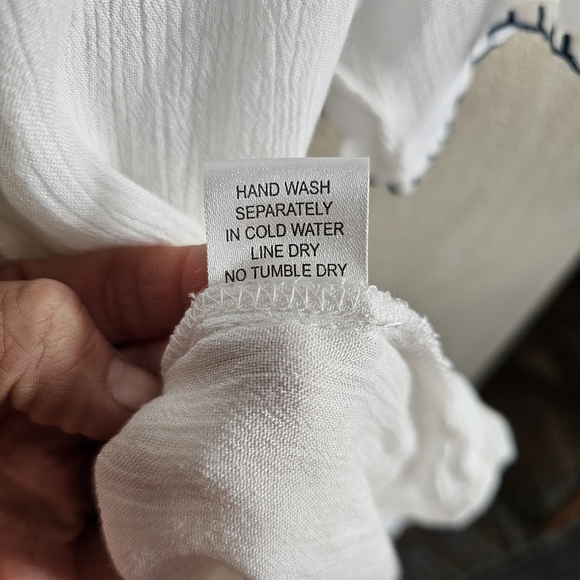 HAND WASH
SEPARATELY
IN COLD WATER
LINE DRY
NO TUMBLE DRY